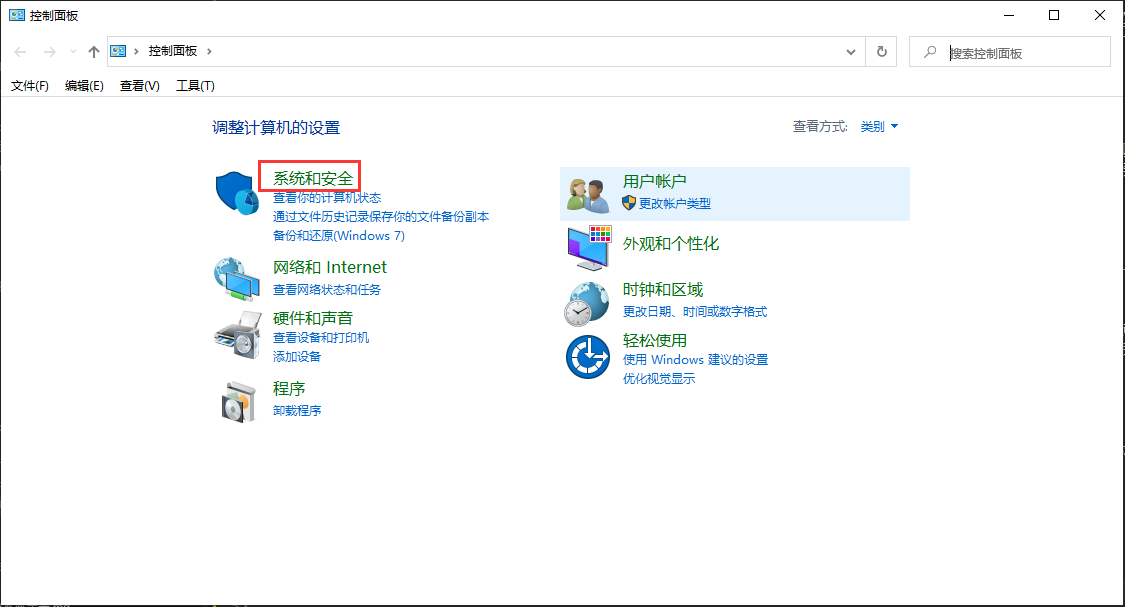 控制面板
控制面板
搜索控制面板
文件(F) 编辑(E) 查看(V) 工具(T)
调整计算机的设置
查看方式: 类别
系统和安全
查看你的计算机状态
通过文件历史记录保存你的文件备份副本
备份和还原(Windows 7)
网络和 Internet
查看网络状态和任务
硬件和声音
查看设备和打印机
添加设备
程序
卸载程序
用户帐户
更改帐户类型
外观和个性化
时钟和区域
更改日期、时间或数字格式
轻松使用
使用 Windows 建议的设置
优化视觉显示